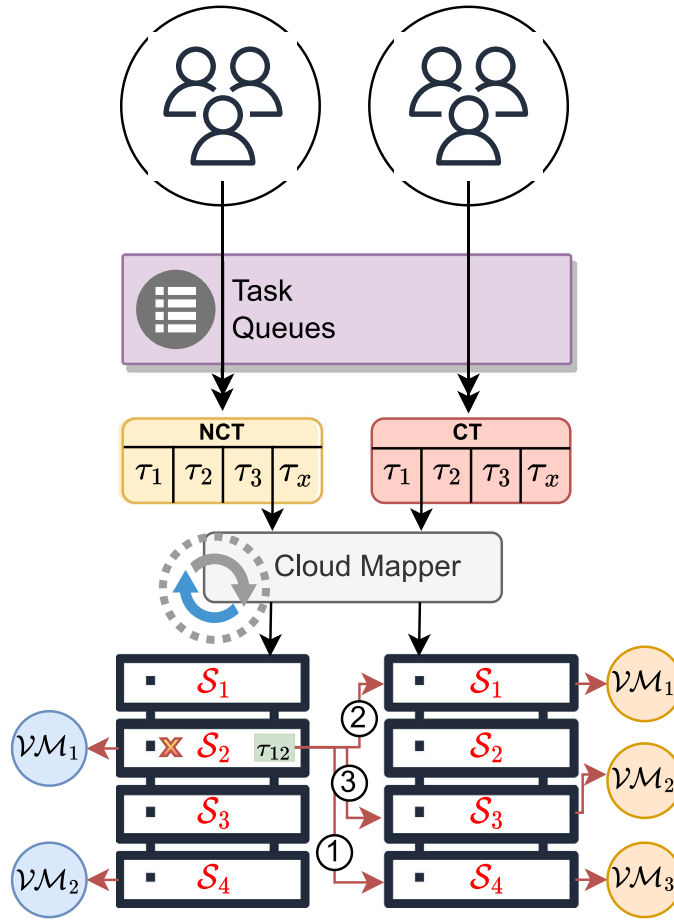 Task
Queues
NCT
τ1 τ2 τ3 τx
CT
τ1 τ2 τ3 τx
Cloud Mapper
S1
S1
VM1
2
VM1
X
S2
τ12
S2
3
VM2
S3
S3
1
VM2
S4
S4
VM3